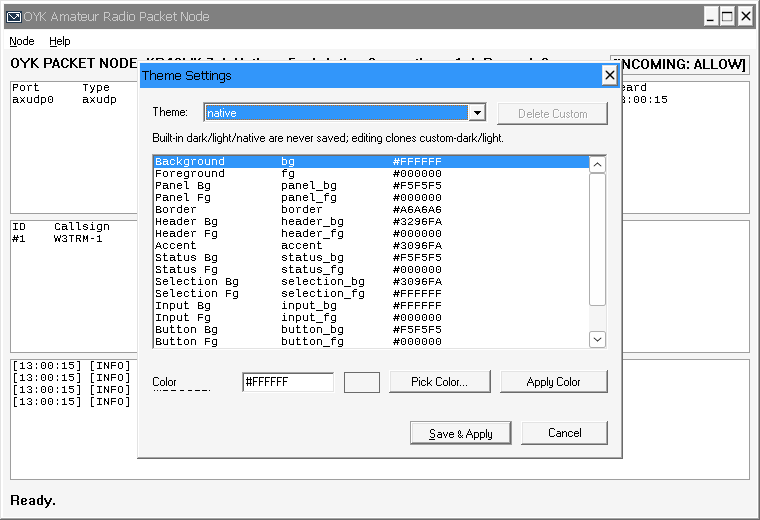 OYK Amateur Radio Packet Node
Node Help
OYK PACKET NODE
[INCOMING: ALLOW]
Port Type
axudp0 axudp
:00:15
ID Callsign
#1 W3TRM-1
[13:00:15] [INFO]
[13:00:15] [INFO]
[13:00:15] [INFO]
[13:00:15] [INFO]
Theme Settings
Theme: native Delete Custom
Built-in dark/light/native are never saved; editing clones custom-dark/light.
Background bg #FFFFFF
Foreground fg #000000
Panel Bg panel_bg #F5F5F5
Panel Fg panel_fg #000000
Border border #A6A6A6
Header Bg header_bg #3296FA
Header Fg header_fg #000000
Accent accent #3096FA
Status Bg status_bg #F5F5F5
Status Fg status_fg #000000
Selection Bg selection_bg #3096FA
Selection Fg selection_fg #FFFFFF
Input Bg input_bg #FFFFFF
Input Fg input_fg #000000
Button Bg button_bg #F5F5F5
Button Fg button_fg #000000
Color #FFFFFF Pick Color... Apply Color
Save & Apply Cancel
Ready.